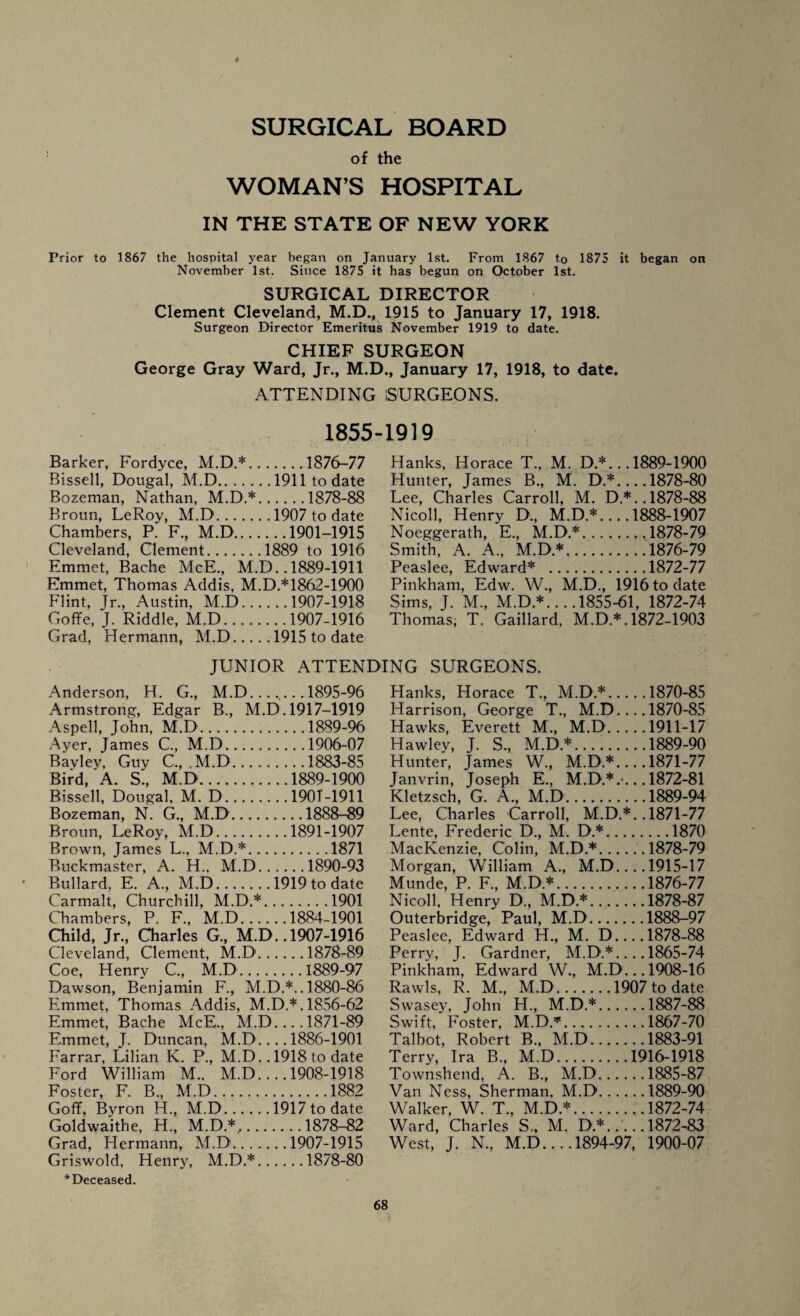 SURGICAL BOARD
of the
WOMAN'S HOSPITAL
IN THE STATE OF NEW YORK
Prior to 1867 the hospital year began on January 1st. From 1867 to 1875 it began on
November 1st. Since 1875 it has begun on October 1st.
SURGICAL DIRECTOR
Clement Cleveland, M.D., 1915 to January 17, 1918.
Surgeon Director Emeritus November 1919 to date.
CHIEF SURGEON
George Gray Ward, Jr., M.D., January 17, 1918, to date.
ATTENDING SURGEONS.
1855-1919
Barker, Fordyce, M.D.*.......1876-77
Bissell, Dougal, M.D.......1911 to date
Bozeman, Nathan, M.D.*......1878-88
Broun, LeRoy, M.D.......1907 to date
Chambers, P. F., M.D.......1901-1915
Cleveland, Clement.......1889 to 1916
Emmet, Bache McE., M.D..1889-1911
Emmet, Thomas Addis, M.D.*1862-1900
Flint, Jr., Austin, M.D......1907-1918
Goffe, J. Riddle, M.D........1907-1916
Grad, Hermann, M.D.....1915 to date
Hanks, Horace T., M. D.*...1889-1900
Hunter, James B., M. D.*....1878-80
Lee, Charles Carroll, M. D.*..1878-88
Nicoll, Henry D., M.D.*....1888-1907
Noeggerath, E., M.D.*........1878-79
Smith, A. A., M.D.*..........1876-79
Peaslee, Edward* ............1872-77
Pinkham, Edw. W., M.D., 1916 to date
Sims, J. M., M.D.*....1855-61, 1872-74
Thomas, T. Gaillard, M.D.*.1872-1903
JUNIOR ATTENDING SURGEONS.
Anderson, H. G., M.D.......1895-96
Armstrong, Edgar B., M.D.1917-1919
Aspell, John, M.D............1889-96
Ayer, James C., M.D..........1906-07
Bayley, Guy C., M.D.........1883-85
Bird, A. S., M.D...........1889-1900
Bissell, Dougal, M. D........1901-1911
Bozeman, N. G., M.D.........1888-89
Broun, LeRoy, M.D.........1891-1907
Brown, James L., M.D.*..........1871
Buckmaster, A. H., M.D......1890-93
Bullard, E. A., M.D.......1919 to date
Carmalt, Churchill, M.D.*........1901
Chambers, P. F., M.D......1884-1901
Child, Jr., Charles G., M.D..1907-1916
Cleveland, Clement, M.D......1878-89
Coe, Henry C., M.D........1889-97
Dawson, Benjamin F., M.D.*..1880-86
Emmet, Thomas Addis, M.D.*.1856-62
Emmet, Bache McE., M.D....1871-89
Emmet, J. Duncan, M.D....1886-1901
Farrar, Lilian K. P., M.D..1918 to date
Ford William M., M.D....1908-1918
Foster, F. B., M.D..............1882
Goff, Byron H., M.D......1917 to date
Goldwaithe, H., M.D.*........1878-82
Grad, Hermann, M.D.......1907-1915
Griswold, Henry, M.D.*......1878-80
Hanks, Horace T., M.D.*.....1870-85
Harrison, George T., M.D....1870-85
Hawks, Everett M., M.D.....1911-17
Hawley, J. S., M.D.*.........1889-90
Hunter, James W., M.D.*....1871-77
Janvrin, Joseph E., M.D.*.....1872-81
Kletzsch, G. A., M.D..........1889-94
Lee, Charles Carroll, M.D.*..1871-77
Lente, Frederic D., M. D.*........1870
MacKenzie, Colin, M.D.*......1878-79
Morgan, William A., M.D....1915-17
Munde, P. F., M.D.*...........1876-77
Nicoll, Henry D., M.D.*.......1878-87
Outerbridge, Paul, M.D.......1888-97
Peaslee, Edward H., M. D....1878-88
Perry, J. Gardner, M.D.*....1865-74
Pinkham, Edward W., M.D...1908-16
Rawls, R. M., M.D.......1907 to date
Swasey, John H., M.D.*......1887-88
Swift, Foster, M.D.*..........1867-70
Talbot, Robert B., M.D.......1883-91
Terry, Ira B., M.D.........1916-1918
Townshend, A. B., M.D......1885-87
Van Ness, Sherman, M.D......1889-90
Walker, W. T., M.D.*........1872-74
Ward, Charles S., M. D.*.....1872-83
West, J. N., M.D....1894-97, 1900-07
*Deceased.
68